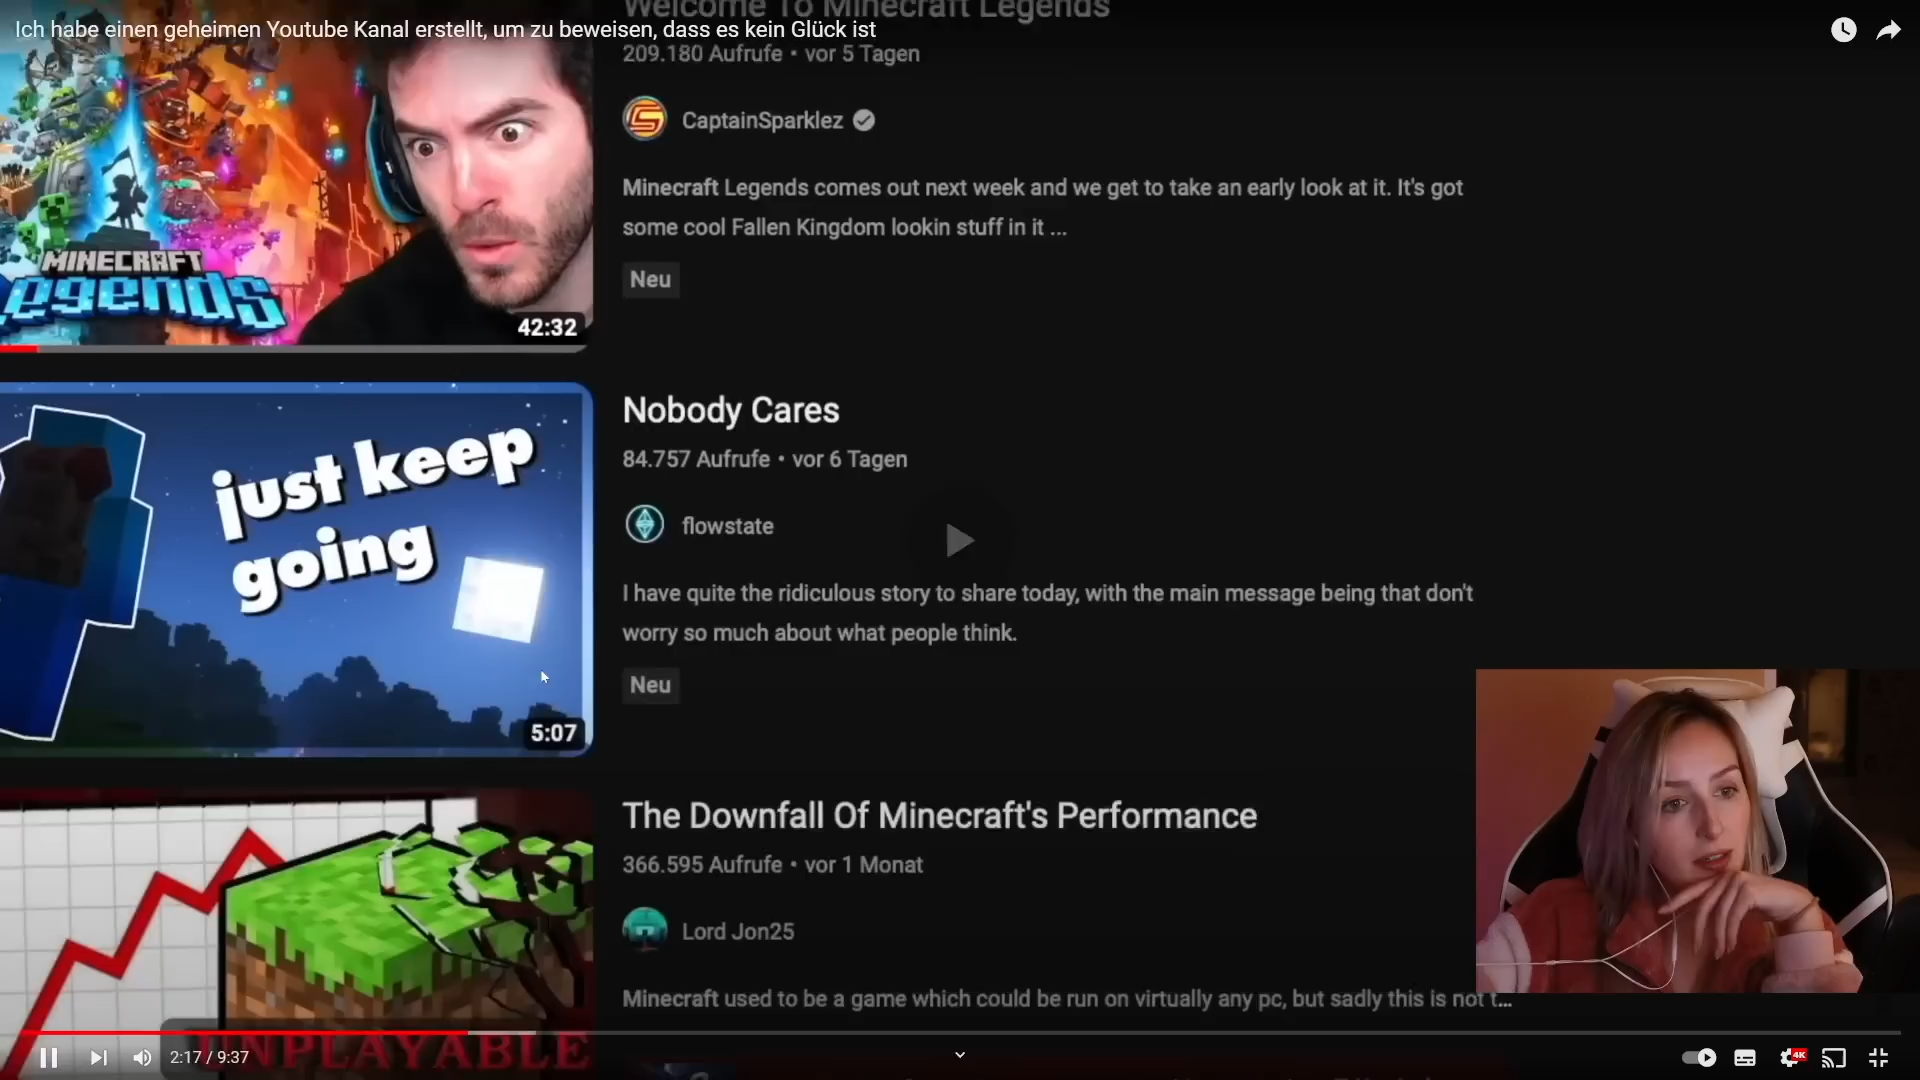 Welcome To Minecraft Legends
Ich habe einen geheimen Youtube Kanal erstellt, um zu beweisen, dass es kein Glück ist
209.180 Aufrufe • vor 5 Tagen
CaptainSparklez
Minecraft Legends comes out next week and we get to take an early look at it. It's got
some cool Fallen Kingdom lookin stuff in it ...
Neu
MINECRAFT
Legends
42:32
just keep
going
5:07
Nobody Cares
84.757 Aufrufe • vor 6 Tagen
flowstate
I have quite the ridiculous story to share today, with the main message being that don't
worry so much about what people think.
Neu
The Downfall Of Minecraft's Performance
366.595 Aufrufe • vor 1 Monat
Lord Jon25
Minecraft used to be a game which could be run on virtually any pc, but sadly this is not t...
UNPLAYABLE
2:17 / 9:37
4K